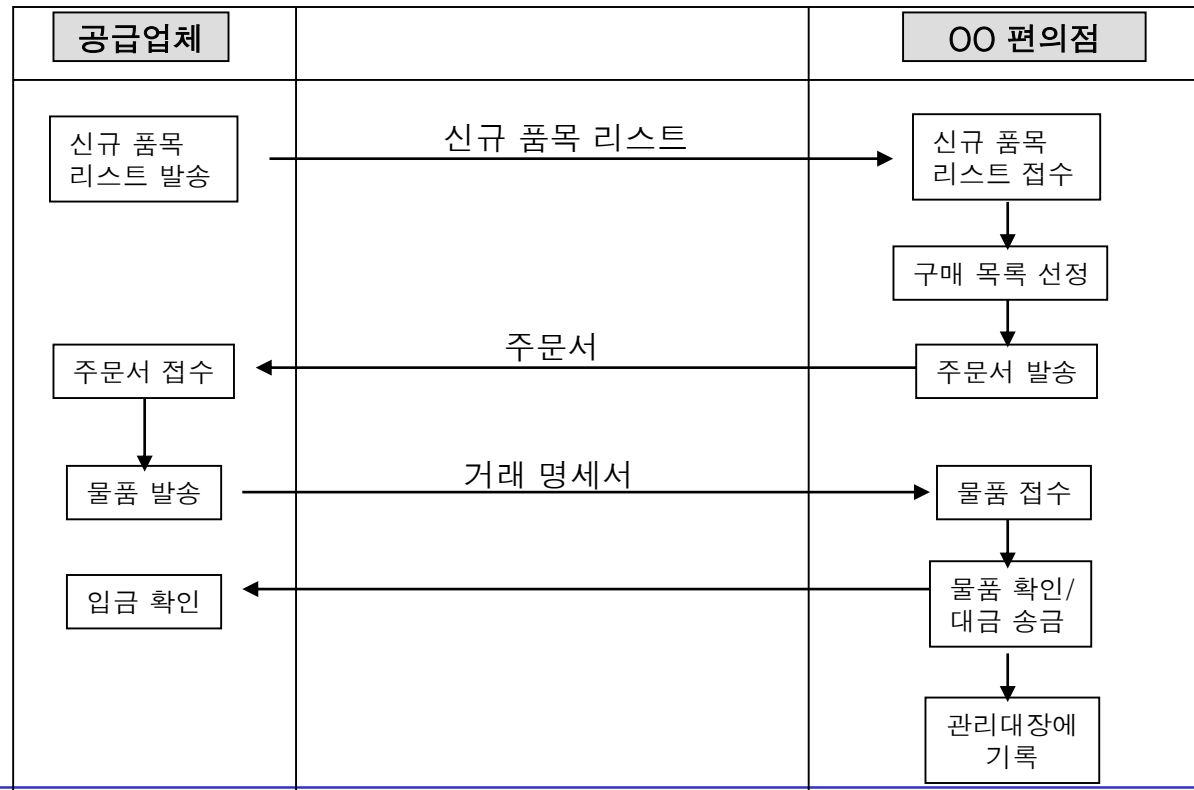 공급업체
OO 편의점
신규 품목
리스트 발송
신규 품목 리스트
신규 품목
리스트 접수
구매 목록 선정
주문서 접수
주문서
주문서 발송
물품 발송
거래 명세서
물품 접수
입금 확인
물품 확인/
대금 송금
관리대장에
기록